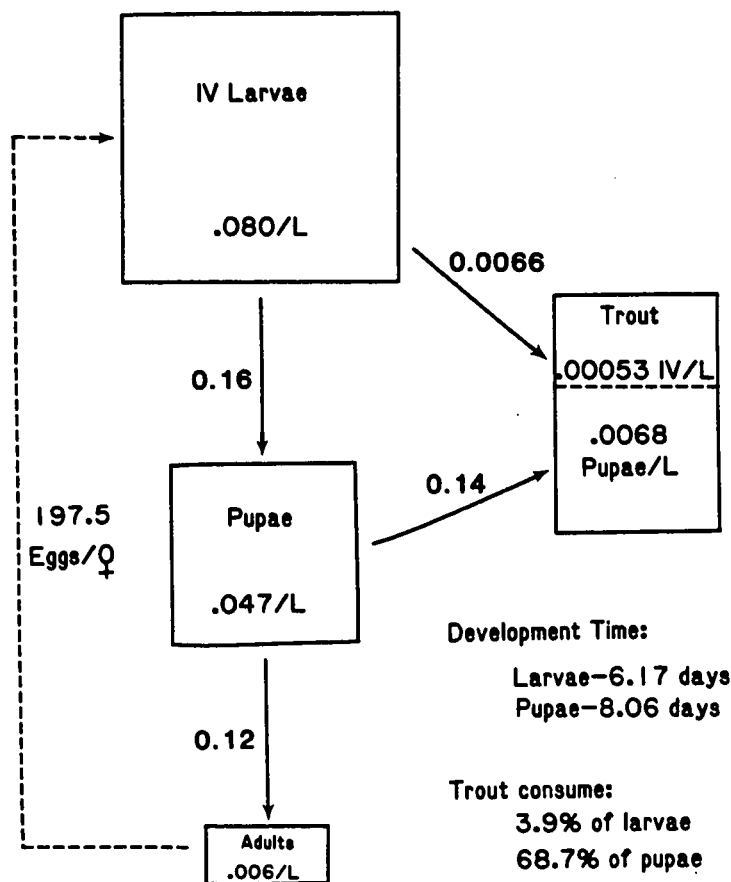 IV Larvae
.080/L
0.0066
Trout
.00053 IV/L
.0068
Pupae/L
0.16
0.14
197.5
Eggs/♀
Pupae
.047/L
Development Time:
Larvae-6.17 days
Pupae-8.06 days
0.12
Trout consume:
3.9% of larvae
68.7% of pupae
Adults
.006/L